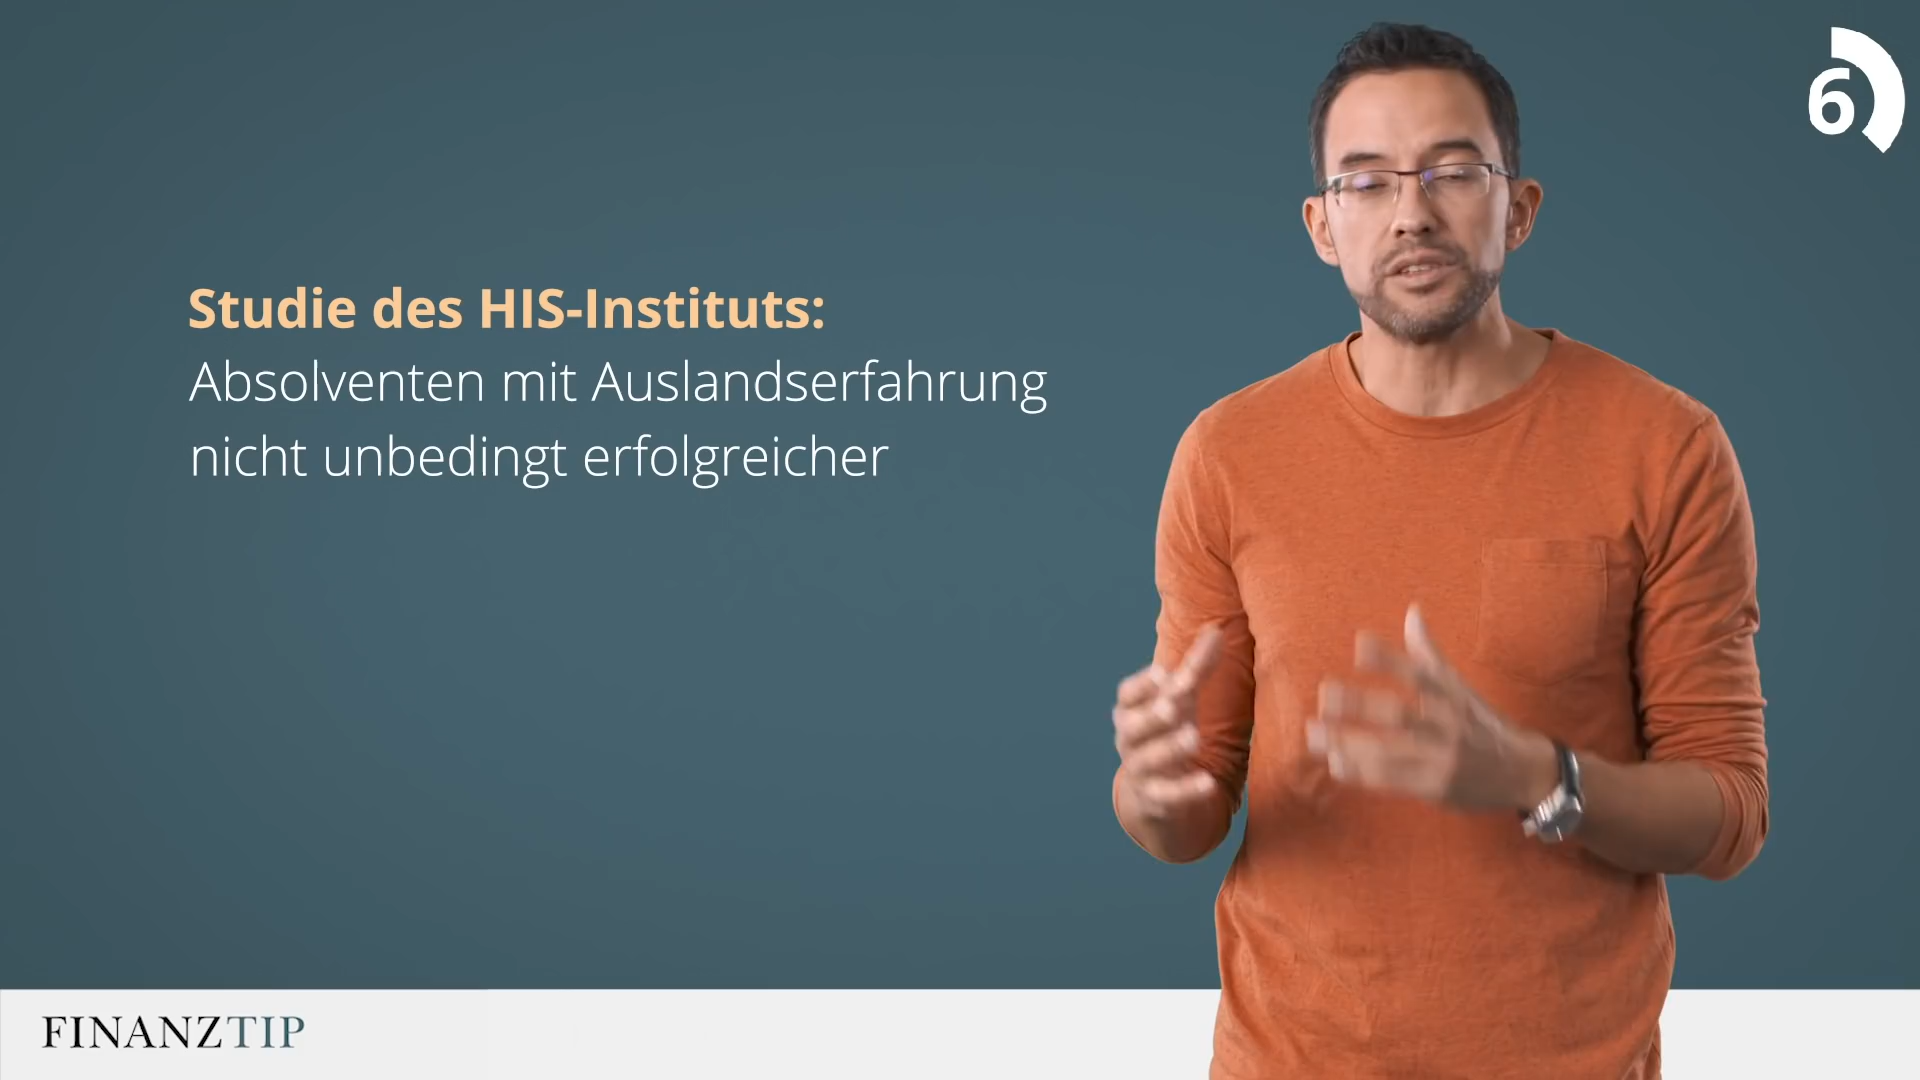 6
Studie des HIS-Instituts:
Absolventen mit Auslandserfahrung
nicht unbedingt erfolgreicher
FINANZTIP